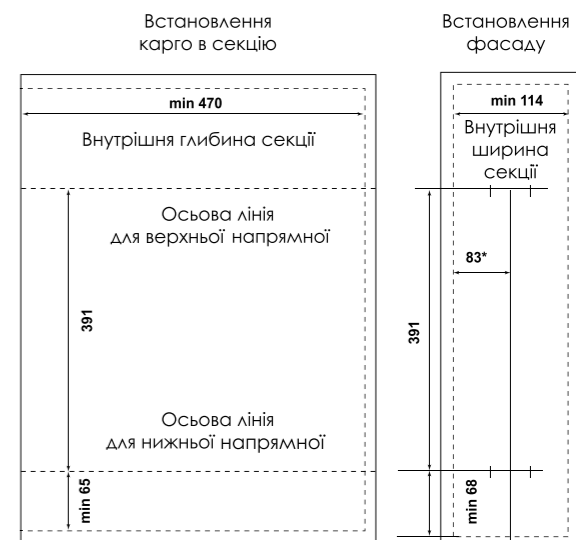 Встановлення
карго в секцію
min 470
Внутрішня глибина секції
Осьова лінія
для верхньої напрямної
391
Осьова лінія
для нижньої напрямної
min 65
Встановлення
фасаду
min 114
Внутрішня
ширина
секції
83*
391
min 68